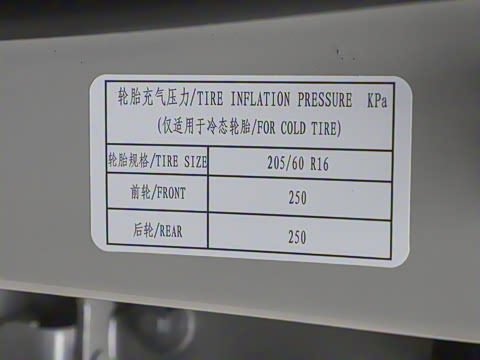 轮胎充气压力/TIRE INFLATION PRESSURE KPa
(仅适用于冷态轮胎/FOR COLD TIRE)
轮胎规格/TIRE SIZE 205/60 R16
前轮/FRONT 250
后轮/REAR 250